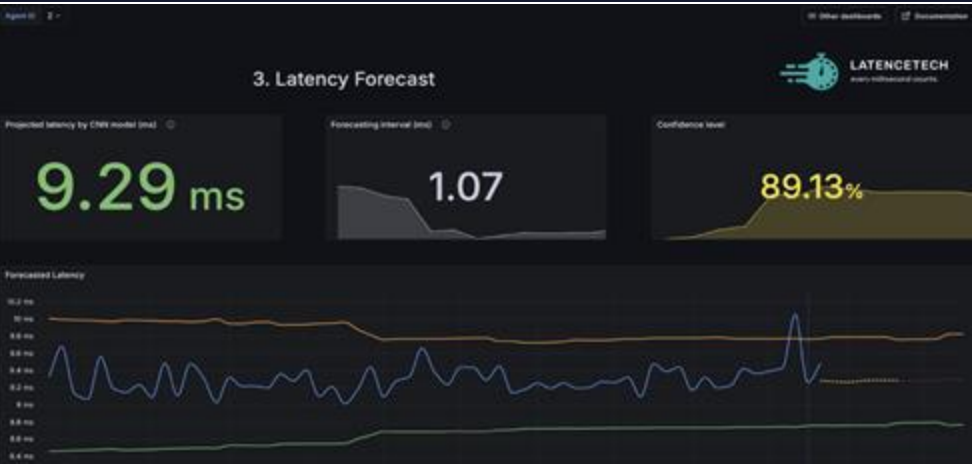 Agent ID 2
Other dashboards Documentation
LATENCETECH
every millisecond counts
3. Latency Forecast
Projected latency by CNN model (ms)
Forecasting interval (ms)
Confidence level
9.29 ms
1.07
89.13%
Forecasted Latency
10.2 ms
10 ms
9.8 ms
9.6 ms
9.4 ms
9.2 ms
9 ms
8.8 ms
8.6 ms
8.4 ms